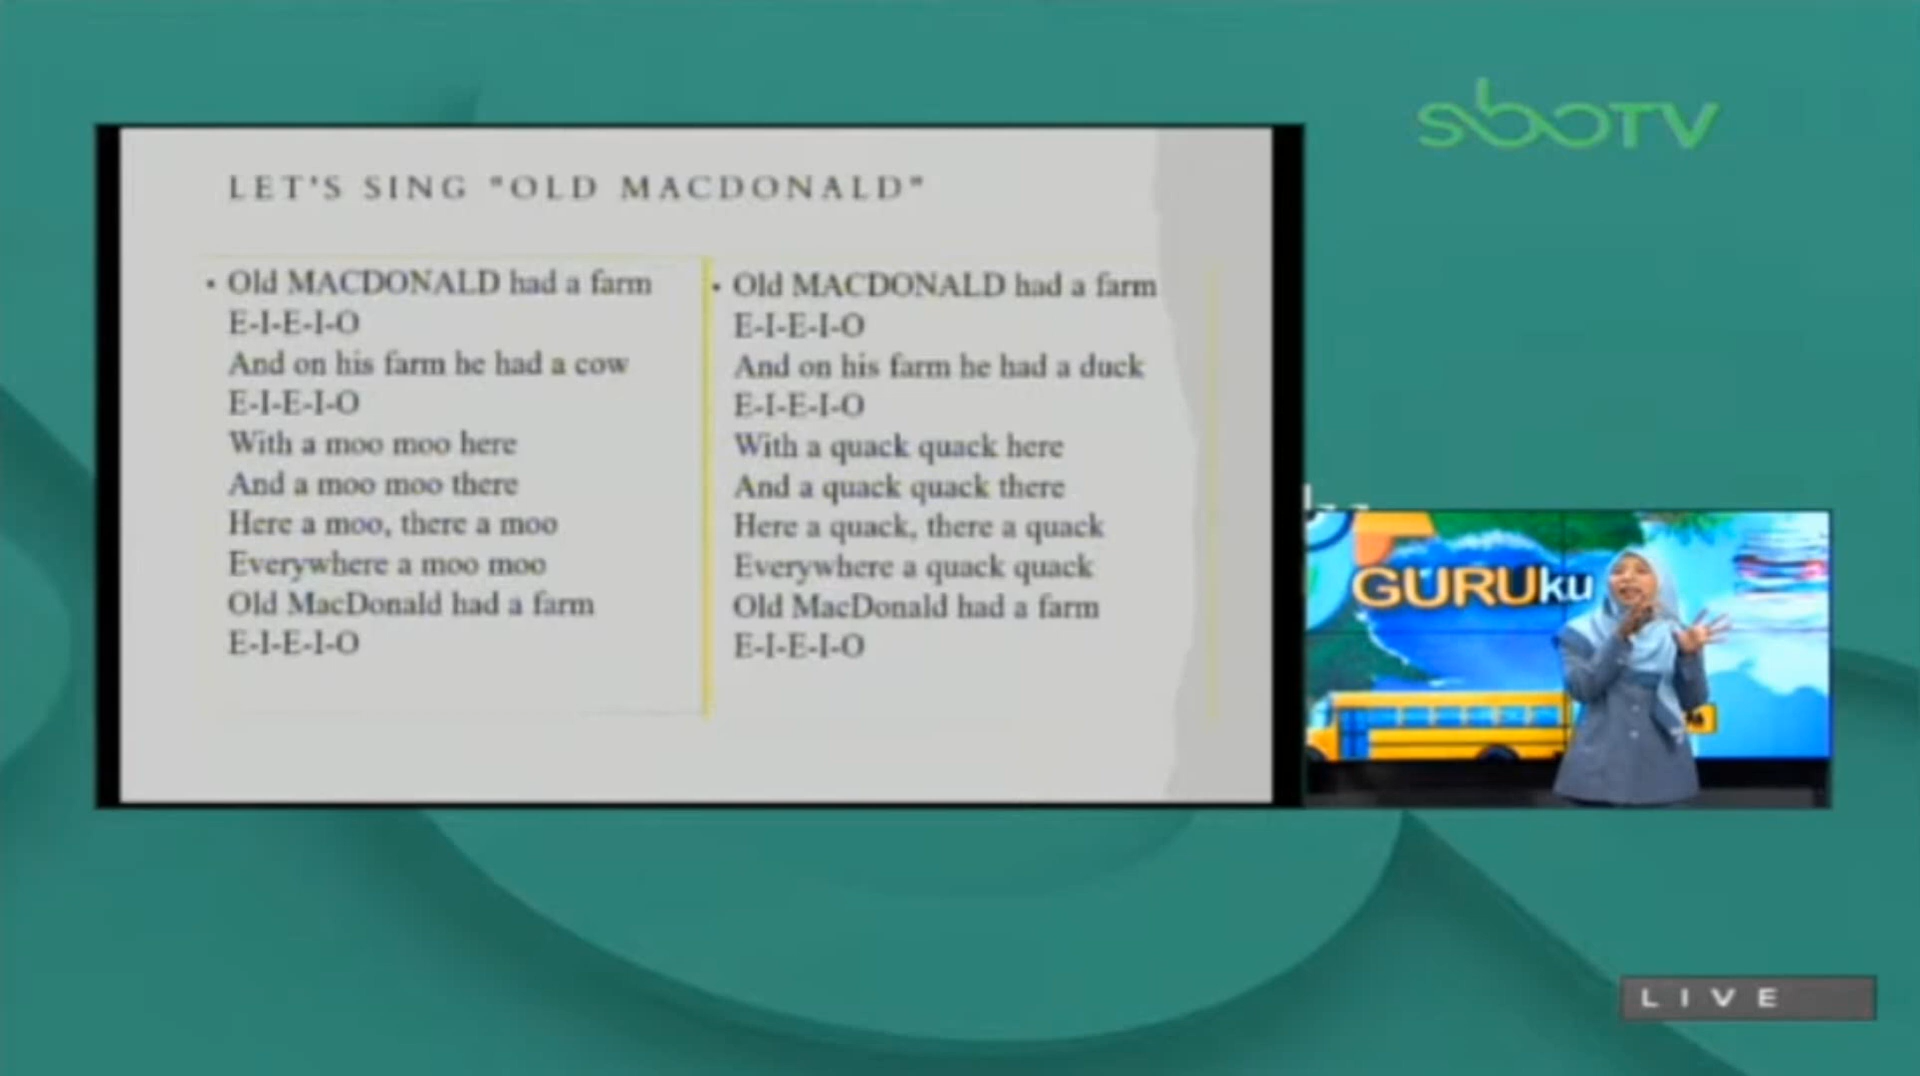 sboTV
LET'S SING "OLD MACDONALD"
• Old MACDONALD had a farm
E-I-E-I-O
And on his farm he had a cow
E-I-E-I-O
With a moo moo here
And a moo moo there
Here a moo, there a moo
Everywhere a moo moo
Old MacDonald had a farm
E-I-E-I-O
• Old MACDONALD had a farm
E-I-E-I-O
And on his farm he had a duck
E-I-E-I-O
With a quack quack here
And a quack quack there
Here a quack, there a quack
Everywhere a quack quack
Old MacDonald had a farm
E-I-E-I-O
GURUku
LIVE